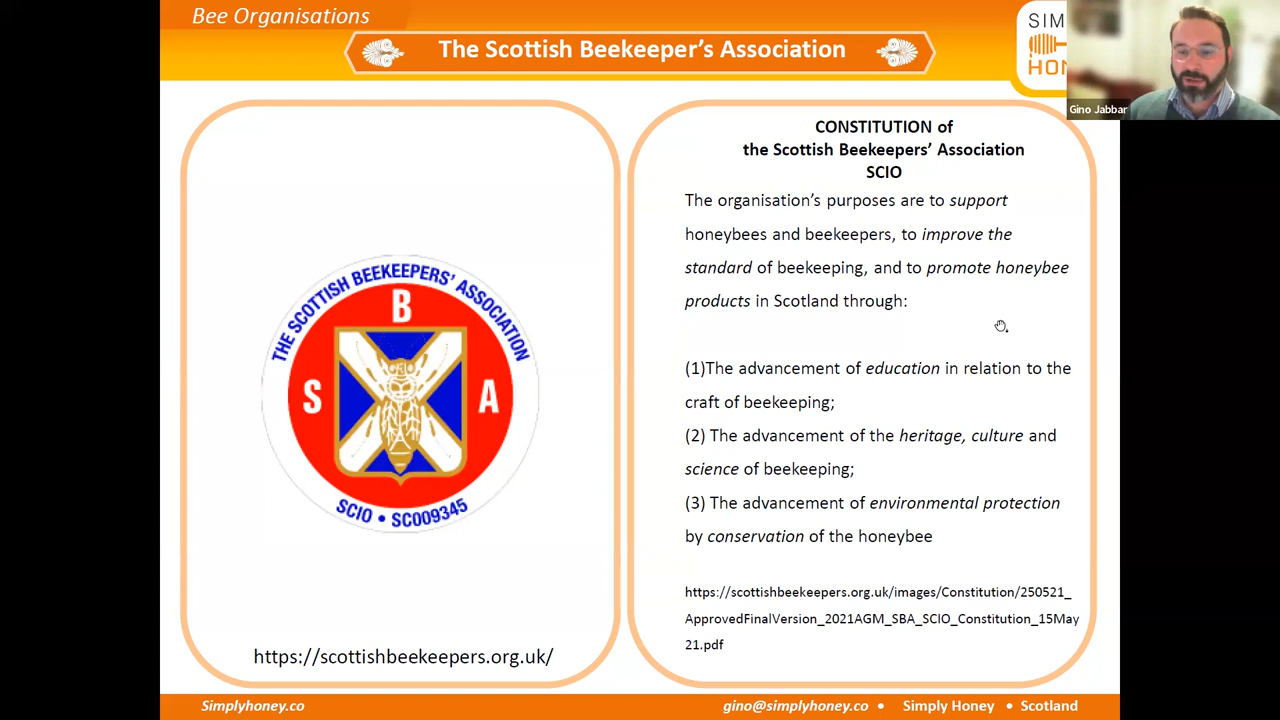 Bee Organisations
The Scottish Beekeeper's Association
SIM
HON
Gino Jabbar
THE SCOTTISH BEEKEEPERS' ASSOCIATION
B
S A
SCIO • SC009345
https://scottishbeekeepers.org.uk/
CONSTITUTION of
the Scottish Beekeepers’ Association
SCIO
The organisation’s purposes are to support
honeybees and beekeepers, to improve the
standard of beekeeping, and to promote honeybee
products in Scotland through:
(1)The advancement of education in relation to the
craft of beekeeping;
(2) The advancement of the heritage, culture and
science of beekeeping;
(3) The advancement of environmental protection
by conservation of the honeybee
https://scottishbeekeepers.org.uk/images/Constitution/250521_
ApprovedFinalVersion_2021AGM_SBA_SCIO_Constitution_15May
21.pdf
Simplyhoney.co
gino@simplyhoney.co • Simply Honey • Scotland